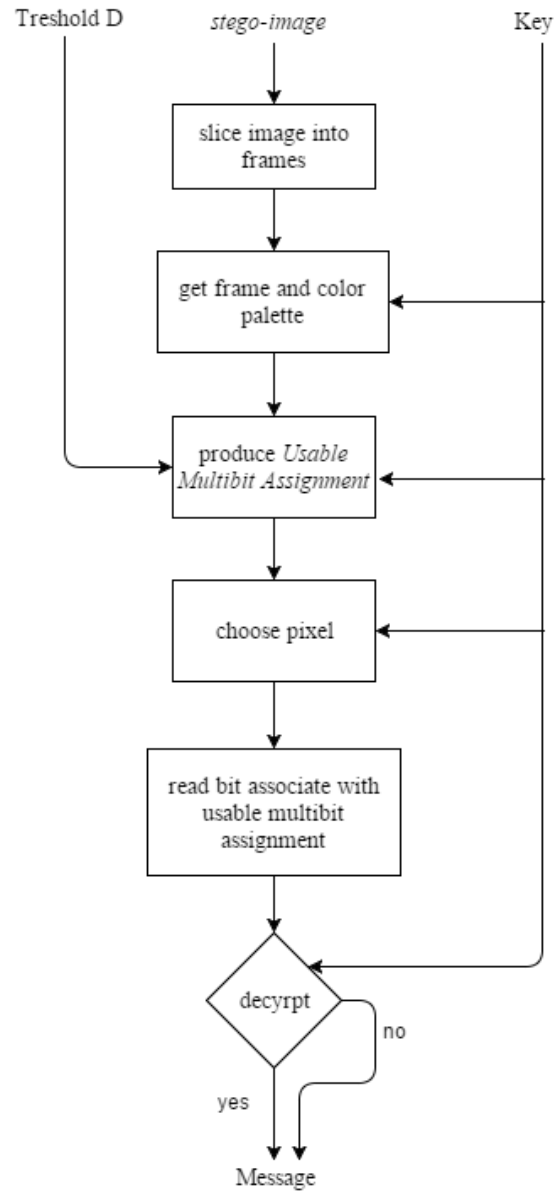 Treshold D
stego-image
Key
slice image into
frames
get frame and color
palette
produce Usable
Multibit Assignment
choose pixel
read bit associate with
usable multibit
assignment
decyrpt
no
yes
Message